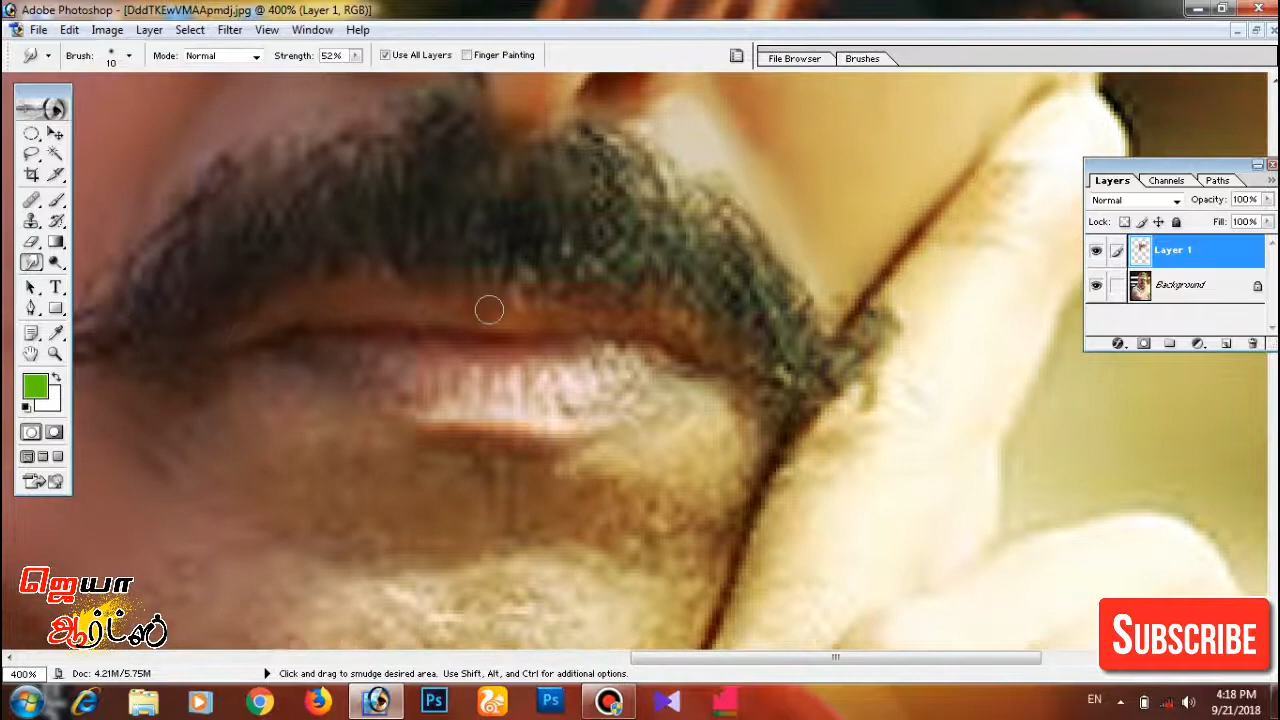 Adobe Photoshop - [DddTKEwVMAApmdj.jpg @ 400% (Layer 1, RGB)]
File Edit Image Layer Select Filter View Window Help
Brush: 10 Mode: Normal Strength: 52% Use All Layers Finger Painting File Browser Brushes
Layers Channels Paths
Normal Opacity: 100%
Lock: Fill: 100%
Layer 1
Background
ஜெயா
ஆர்ட்ஸ்
SUBSCRIBE
400% Doc: 4.21M/5.75M Click and drag to smudge desired area. Use Shift, Alt, and Ctrl for additional options.
Ps Ps EN 4:18 PM
9/21/2018